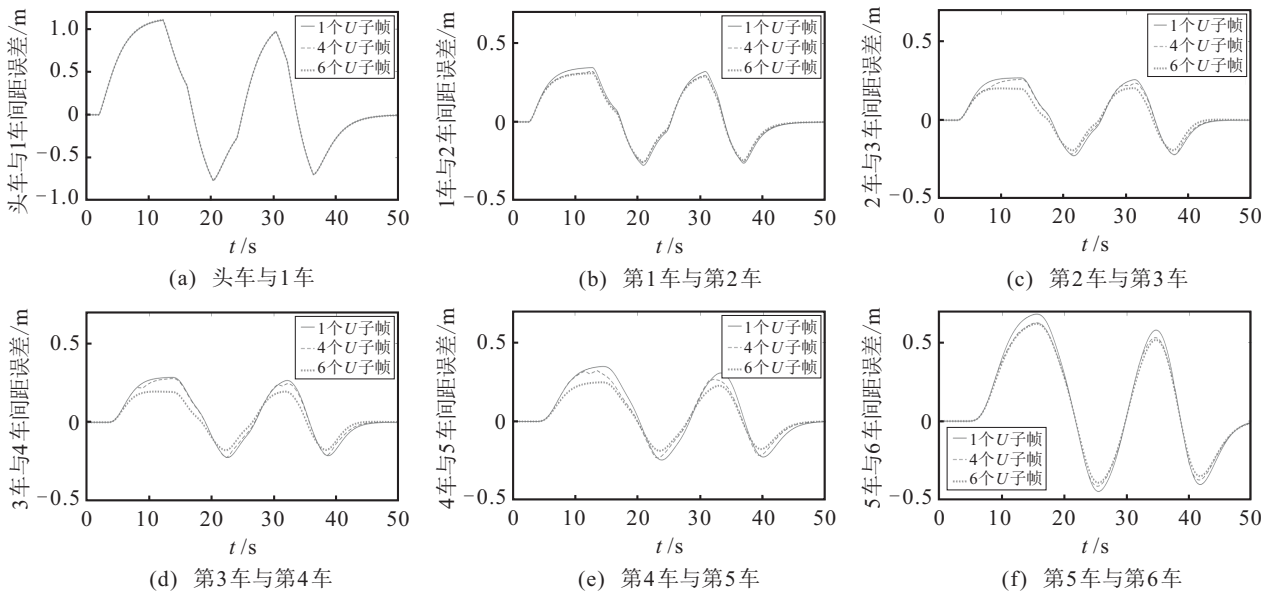 头车与1车间距误差/m
1.0
0.5
0
−0.5
−1.0
0 10 20 30 40 50
t /s
1个U子帧
4个U子帧
6个U子帧
(a) 头车与1车
1车与2车间距误差/m
0.5
0
−0.5
0 10 20 30 40 50
t /s
1个U子帧
4个U子帧
6个U子帧
(b) 第1车与第2车
2车与3车间距误差/m
0.5
0
−0.5
0 10 20 30 40 50
t /s
1个U子帧
4个U子帧
6个U子帧
(c) 第2车与第3车
3车与4车间距误差/m
0.5
0
−0.5
0 10 20 30 40 50
t /s
1个U子帧
4个U子帧
6个U子帧
(d) 第3车与第4车
4车与5车间距误差/m
0.5
0
−0.5
0 10 20 30 40 50
t /s
1个U子帧
4个U子帧
6个U子帧
(e) 第4车与第5车
5车与6车间距误差/m
0.5
0
−0.5
0 10 20 30 40 50
t /s
1个U子帧
4个U子帧
6个U子帧
(f) 第5车与第6车